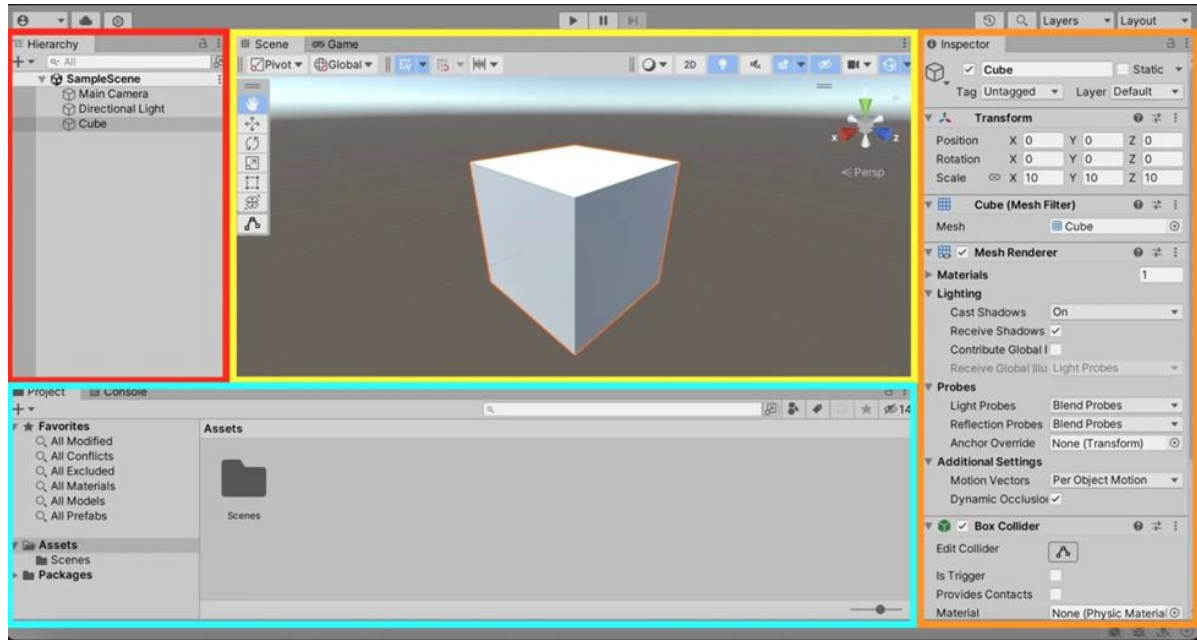 Layers
Layout
Hierarchy
All
SampleScene
Main Camera
Directional Light
Cube
Scene
Game
Pivot
Global
2D
x
z
Persp
Project
Console
14
Favorites
All Modified
All Conflicts
All Excluded
All Materials
All Models
All Prefabs
Assets
Scenes
Packages
Assets
Scenes
Inspector
Cube
Static
Tag Untagged Layer Default
Transform
Position X 0 Y 0 Z 0
Rotation X 0 Y 0 Z 0
Scale X 10 Y 10 Z 10
Cube (Mesh Filter)
Mesh Cube
Mesh Renderer
Materials 1
Lighting
Cast Shadows On
Receive Shadows
Contribute Global I
Receive Global Illu Light Probes
Probes
Light Probes Blend Probes
Reflection Probes Blend Probes
Anchor Override None (Transform)
Additional Settings
Motion Vectors Per Object Motion
Dynamic Occlusion
Box Collider
Edit Collider
Is Trigger
Provides Contacts
Material None (Physic Material